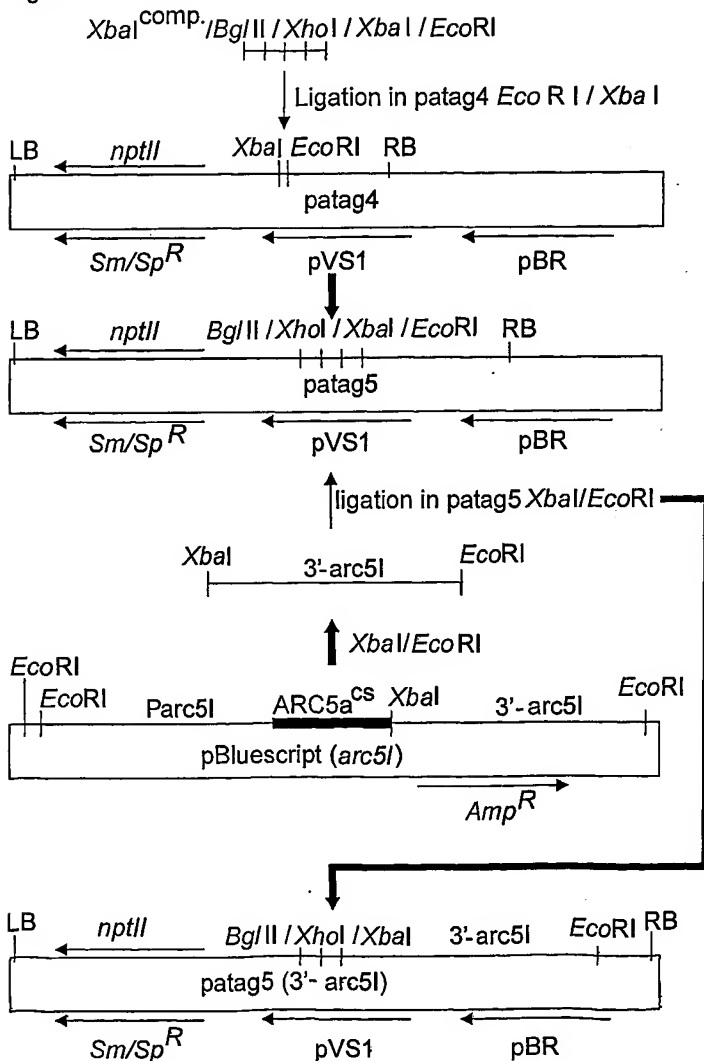 XbaI comp./BglII / XhoI / XbaI / EcoRI
Ligation in patag4 Eco R I / Xba I
LB nptII XbaI EcoRI RB
patag4
Sm/Sp R pVS1 pBR
LB nptII BglII / XhoI / XbaI / EcoRI RB
patag5
Sm/Sp R pVS1 pBR
ligation in patag5 XbaI/EcoRI
XbaI 3'-arc5I EcoRI
XbaI/EcoRI
EcoRI
EcoRI Parc5I ARC5a cs XbaI 3'-arc5I EcoRI
pBluescript (arc5I)
Amp R
LB nptII BglII / XhoI / XbaI 3'-arc5I EcoRI RB
patag5 (3'- arc5I)
Sm/Sp R pVS1 pBR